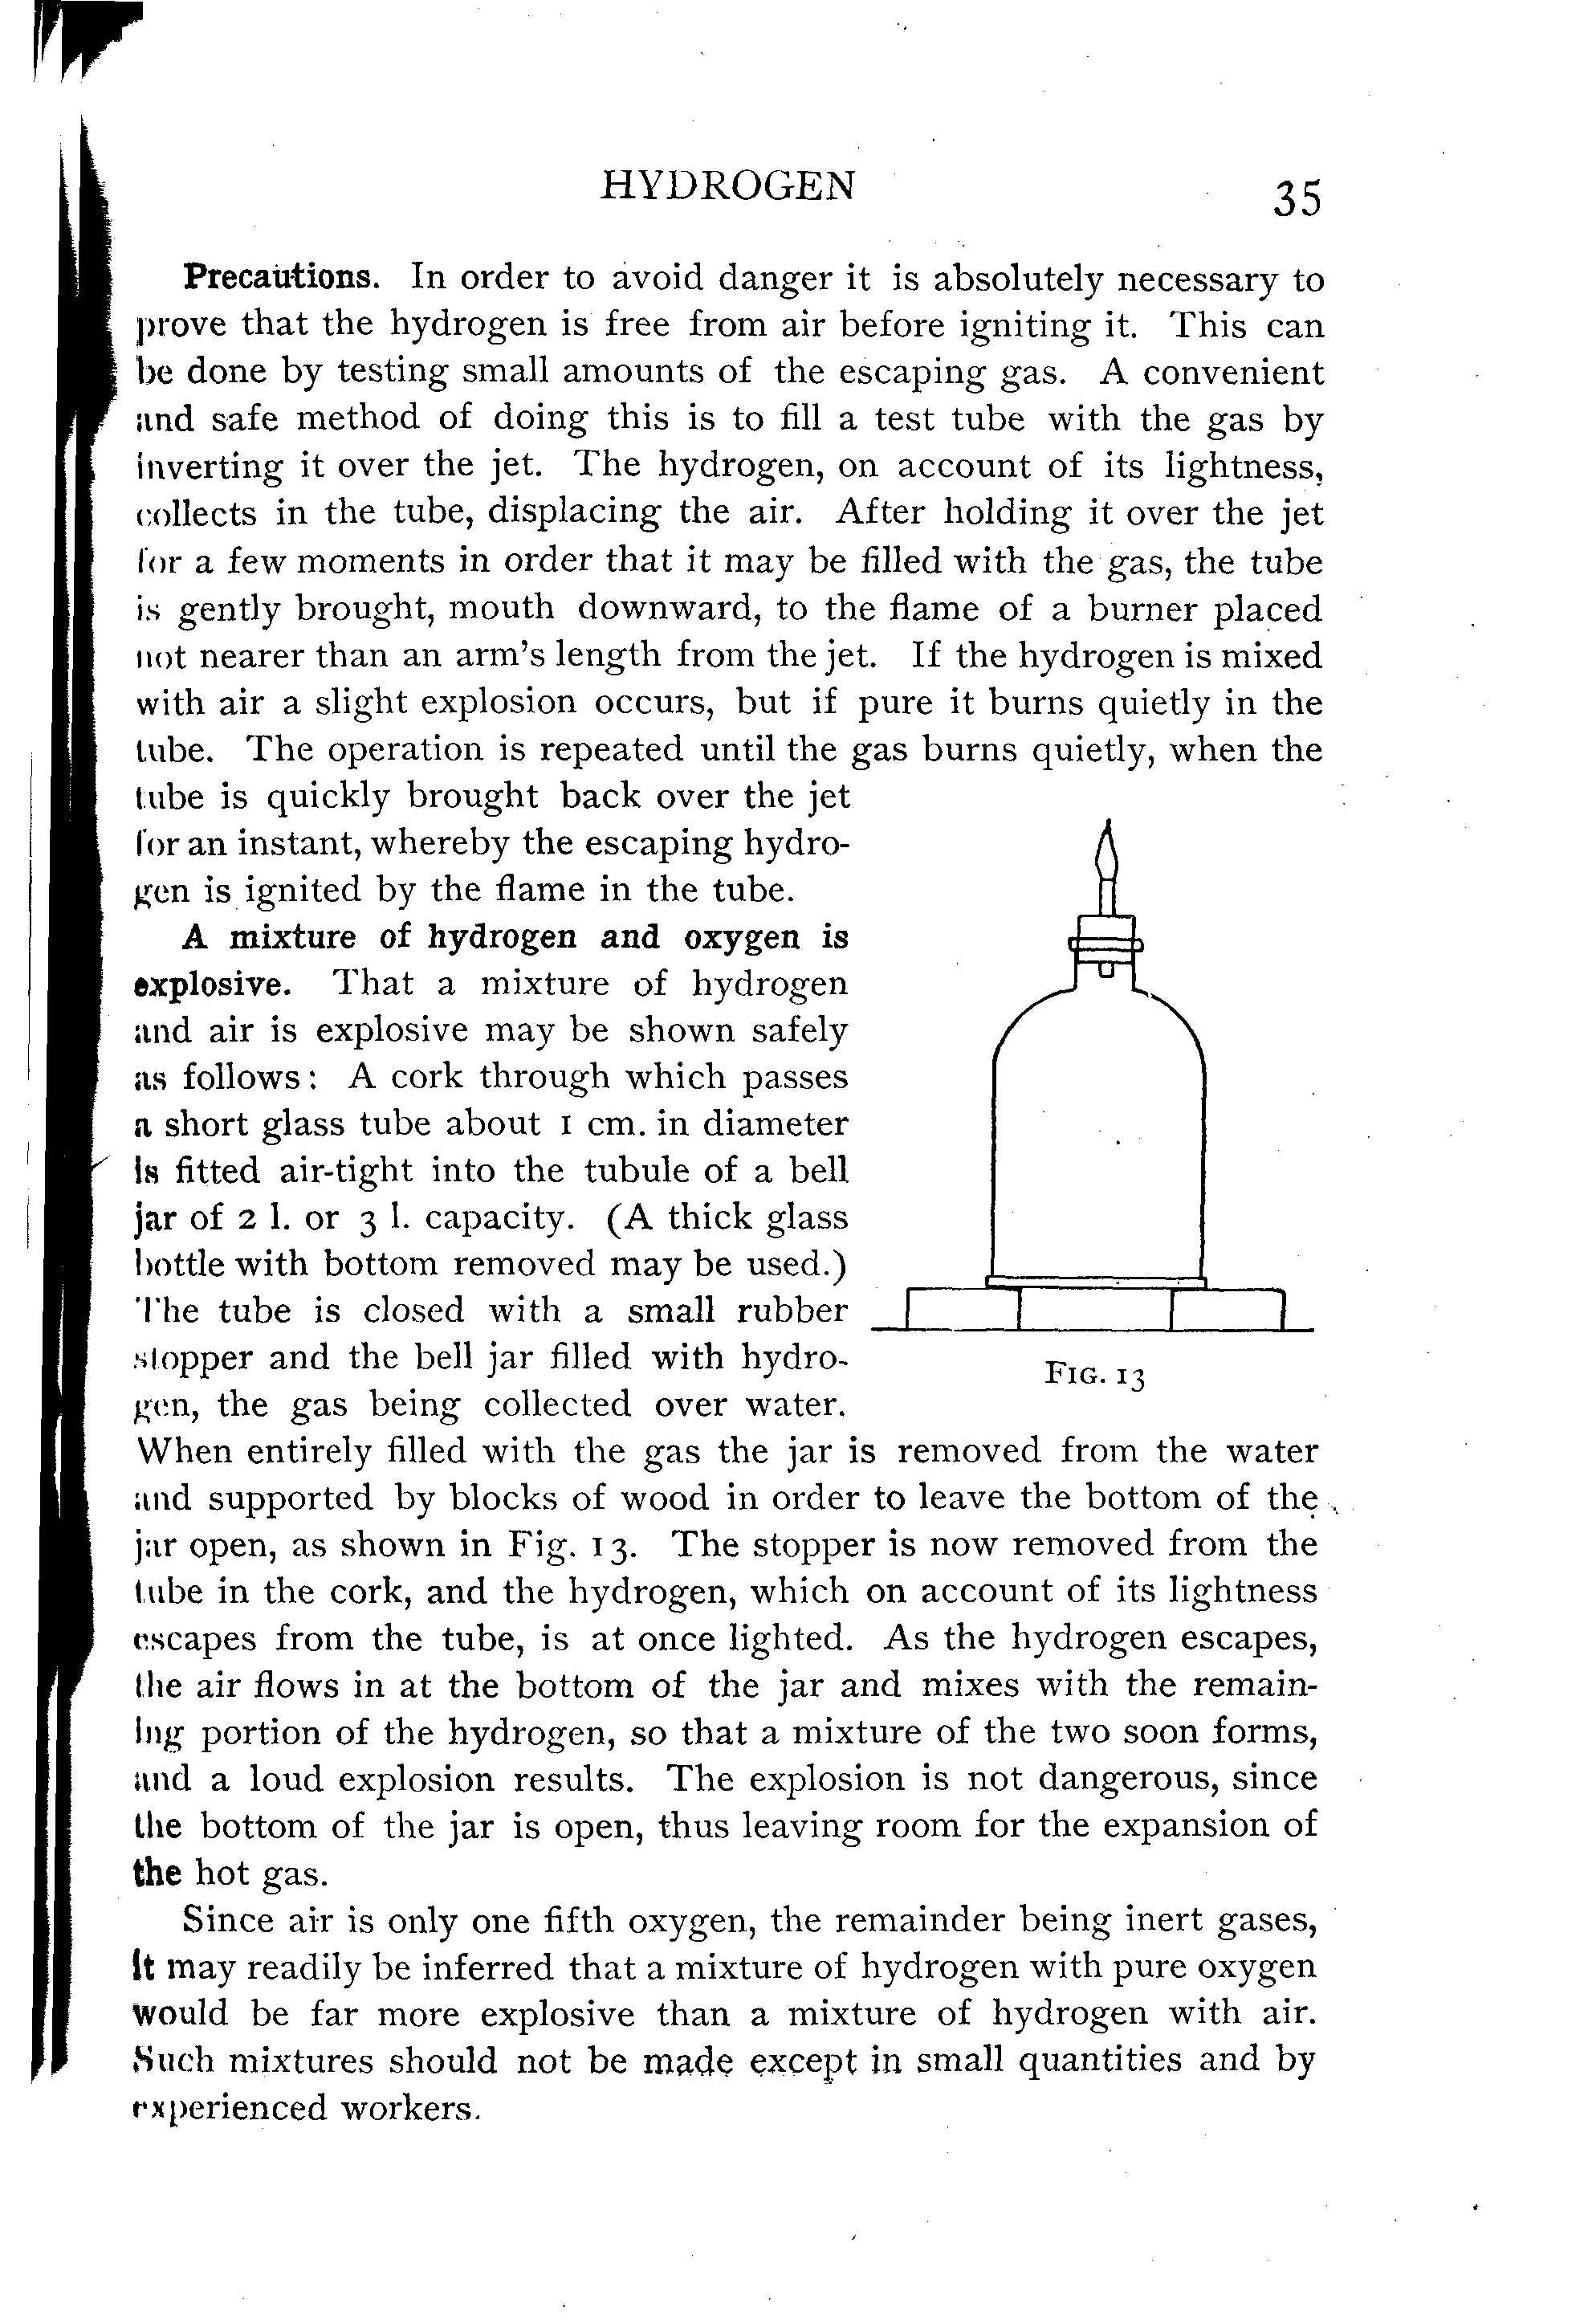 HYDROGEN 35
Precautions. In order to avoid danger it is absolutely necessary to
prove that the hydrogen is free from air before igniting it. This can
be done by testing small amounts of the escaping gas. A convenient
and safe method of doing this is to fill a test tube with the gas by
inverting it over the jet. The hydrogen, on account of its lightness,
collects in the tube, displacing the air. After holding it over the jet
for a few moments in order that it may be filled with the gas, the tube
is gently brought, mouth downward, to the flame of a burner placed
not nearer than an arm's length from the jet. If the hydrogen is mixed
with air a slight explosion occurs, but if pure it burns quietly in the
tube. The operation is repeated until the gas burns quietly, when the
tube is quickly brought back over the jet
for an instant, whereby the escaping hydro-
gen is ignited by the flame in the tube.
A mixture of hydrogen and oxygen is
explosive. That a mixture of hydrogen
and air is explosive may be shown safely
as follows: A cork through which passes
a short glass tube about 1 cm. in diameter
is fitted air-tight into the tubule of a bell
jar of 2 l. or 3 l. capacity. (A thick glass
bottle with bottom removed may be used.)
The tube is closed with a small rubber
stopper and the bell jar filled with hydro-
gen, the gas being collected over water.
FIG. 13
When entirely filled with the gas the jar is removed from the water
and supported by blocks of wood in order to leave the bottom of the
jar open, as shown in Fig. 13. The stopper is now removed from the
tube in the cork, and the hydrogen, which on account of its lightness
escapes from the tube, is at once lighted. As the hydrogen escapes,
the air flows in at the bottom of the jar and mixes with the remain-
ing portion of the hydrogen, so that a mixture of the two soon forms,
and a loud explosion results. The explosion is not dangerous, since
the bottom of the jar is open, thus leaving room for the expansion of
the hot gas.
Since air is only one fifth oxygen, the remainder being inert gases,
it may readily be inferred that a mixture of hydrogen with pure oxygen
would be far more explosive than a mixture of hydrogen with air.
Such mixtures should not be made except in small quantities and by
experienced workers.